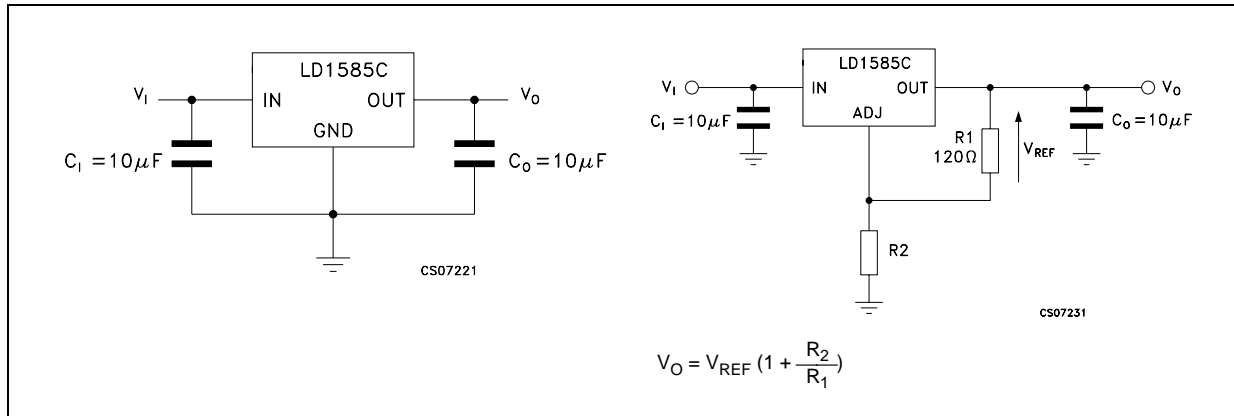 LD1585C
V_I
IN
OUT
V_O
GND
C_I = 10μF
C_O = 10μF
CS07221
LD1585C
V_I
IN
OUT
V_O
ADJ
C_I = 10μF
R1
120Ω
V_REF
C_O = 10μF
R2
CS07231
V_O = V_REF (1 + R_2/R_1)